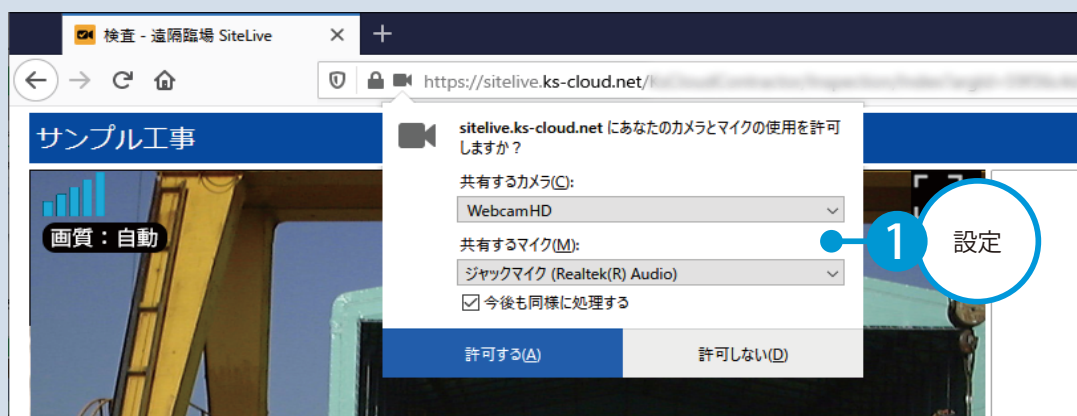 検査 - 遠隔臨場 SiteLive
https://sitelive.ks-cloud.net/
サンプル工事
画質：自動
sitelive.ks-cloud.net にあなたのカメラとマイクの使用を許可
しますか？
共有するカメラ(C):
WebcamHD
共有するマイク(M):
ジャックマイク (Realtek(R) Audio)
今後も同様に処理する
許可する(A)
許可しない(D)
1
設定